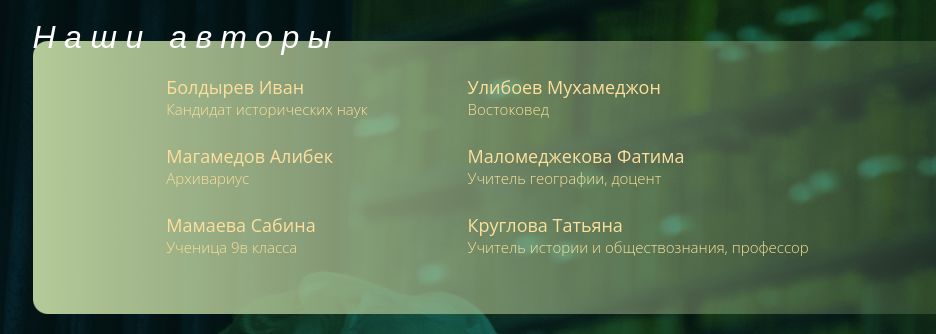 Наши авторы
Болдырев Иван
Кандидат исторических наук
Улибоев Мухамеджон
Востоковед
Магамедов Алибек
Архивариус
Маломеджекова Фатима
Учитель географии, доцент
Мамаева Сабина
Ученица 9в класса
Круглова Татьяна
Учитель истории и обществознания, профессор